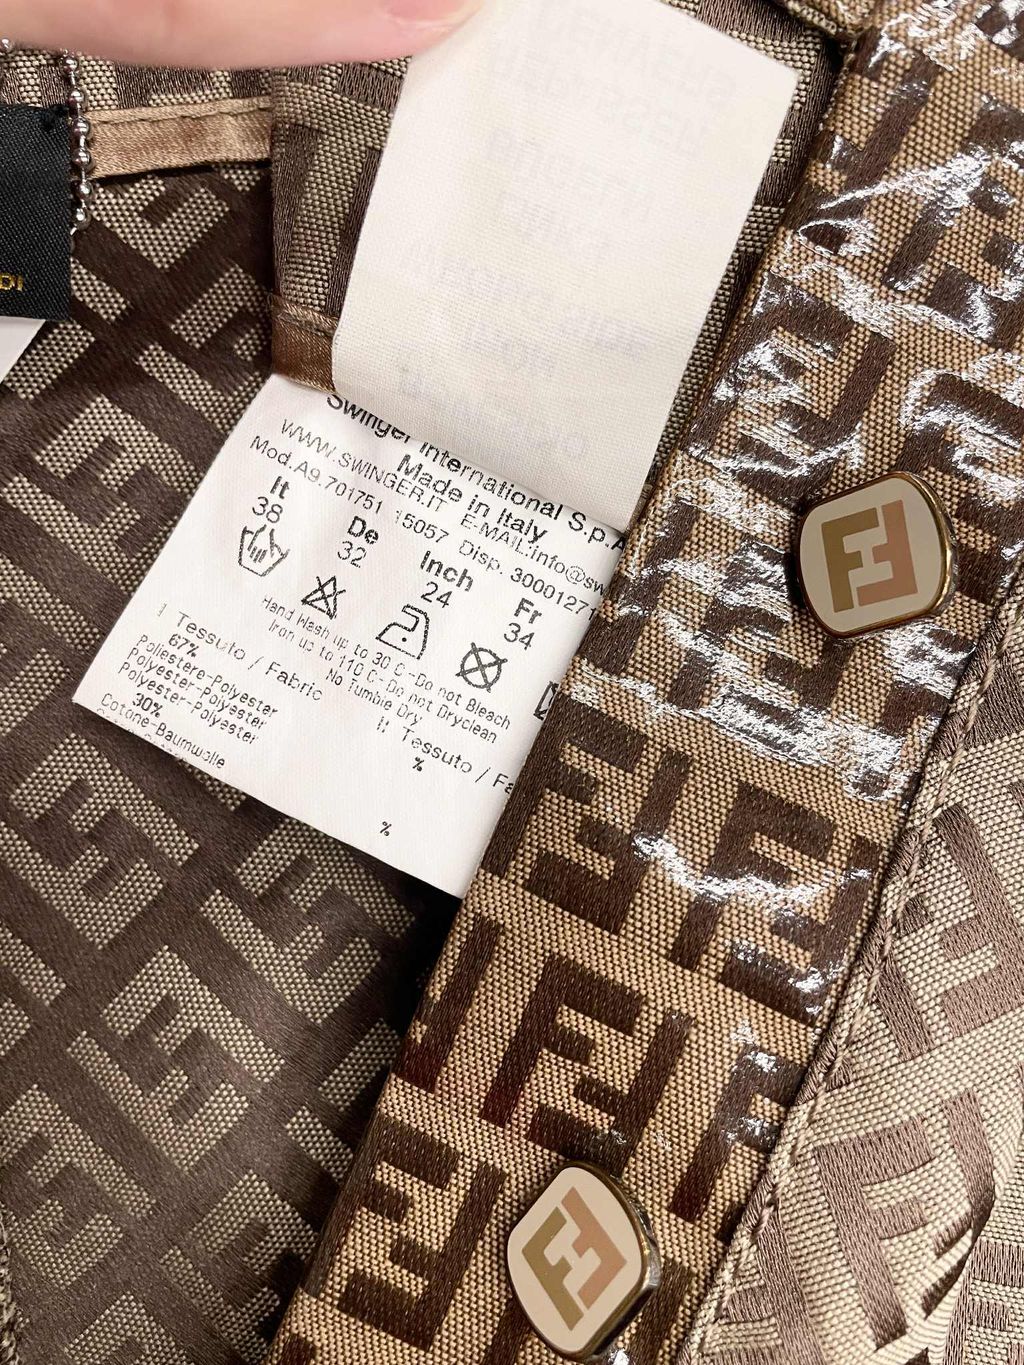 DI
Swinger International S.p.A
Made in Italy
WWW.SWINGER.IT E-MAIL:info@sw
Mod.A9.701751 15057 Disp. 3000127
It De Inch Fr
38 32 24 34
Hand Wash up to 30 C-Do not Bleach
Iron up to 110 C-Do not Dryclean
No Tumble Dry
Tessuto / Fabric
67%
Poliestere-Polyester
Polyester-Polyester
Polyester-Polyester
30%
Cotone-Baumwolle
Tessuto / Fa
%
%